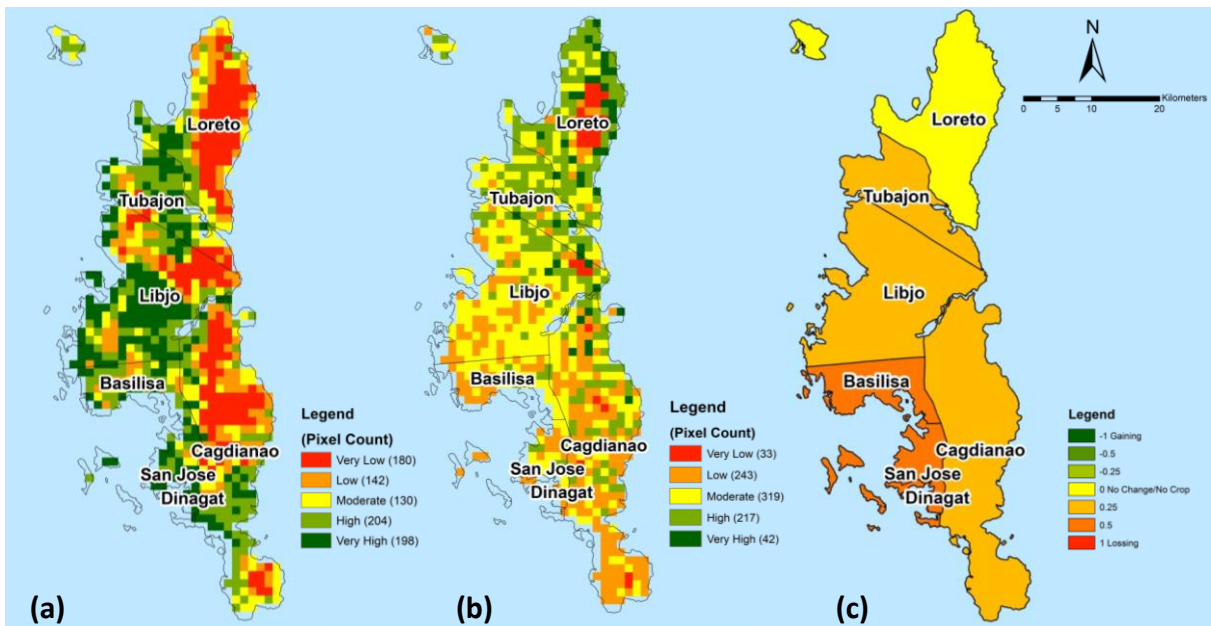 Loreto
Tubajon
Libjo
Basilisa
Cagdianao
San Jose
Dinagat
Legend
(Pixel Count)
Very Low (180)
Low (142)
Moderate (130)
High (204)
Very High (198)
(a)
Loreto
Tubajon
Libjo
Basilisa
Cagdianao
San Jose
Dinagat
Legend
(Pixel Count)
Very Low (33)
Low (243)
Moderate (319)
High (217)
Very High (42)
(b)
N
Kilometers
0 5 10 20
Loreto
Tubajon
Libjo
Basilisa
Cagdianao
San Jose
Dinagat
Legend
-1 Gaining
-0.5
-0.25
0 No Change/No Crop
0.25
0.5
1 Lossing
(c)